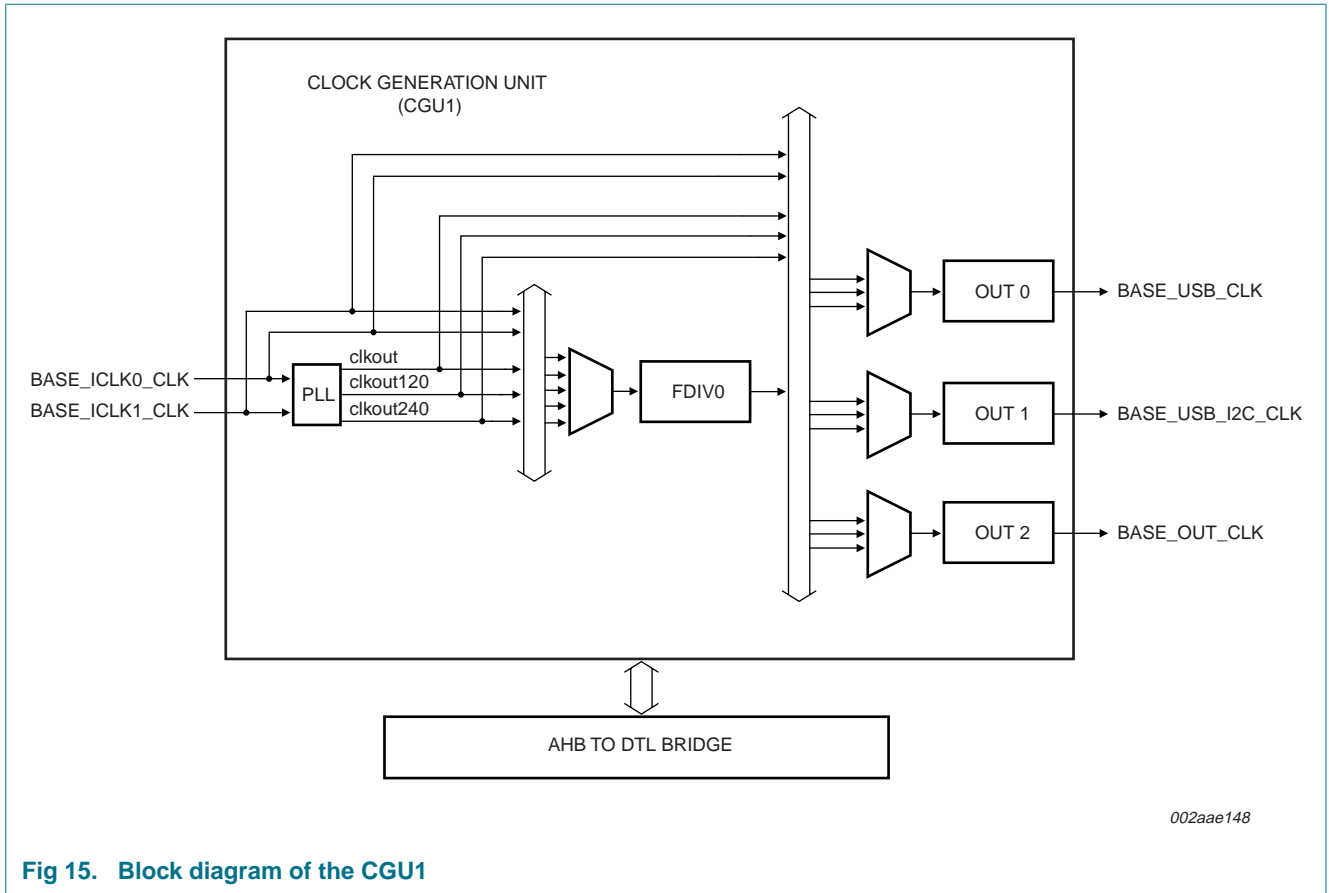 CLOCK GENERATION UNIT
(CGU1)
BASE_ICLK0_CLK
BASE_ICLK1_CLK
PLL
clkout
clkout120
clkout240
FDIV0
OUT 0
BASE_USB_CLK
OUT 1
BASE_USB_I2C_CLK
OUT 2
BASE_OUT_CLK
AHB TO DTL BRIDGE
002aae148
Fig 15. Block diagram of the CGU1